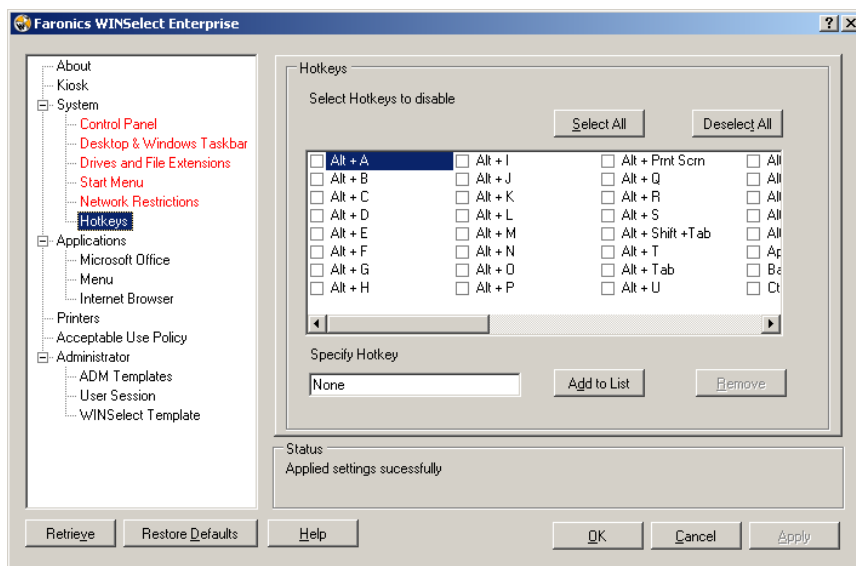 Faronics WINSelect Enterprise
About
Kiosk
System
Control Panel
Desktop & Windows Taskbar
Drives and File Extensions
Start Menu
Network Restrictions
Hotkeys
Applications
Microsoft Office
Menu
Internet Browser
Printers
Acceptable Use Policy
Administrator
ADM Templates
User Session
WINSelect Template
Hotkeys
Select Hotkeys to disable
Select All
Deselect All
Alt + A
Alt + B
Alt + C
Alt + D
Alt + E
Alt + F
Alt + G
Alt + H
Alt + I
Alt + J
Alt + K
Alt + L
Alt + M
Alt + N
Alt + O
Alt + P
Alt + Prnt Scrn
Alt + Q
Alt + R
Alt + S
Alt + Shift +Tab
Alt + T
Alt + Tab
Alt + U
Specify Hotkey
None
Add to List
Remove
Status
Applied settings sucessfully
Retrieve
Restore Defaults
Help
OK
Cancel
Apply